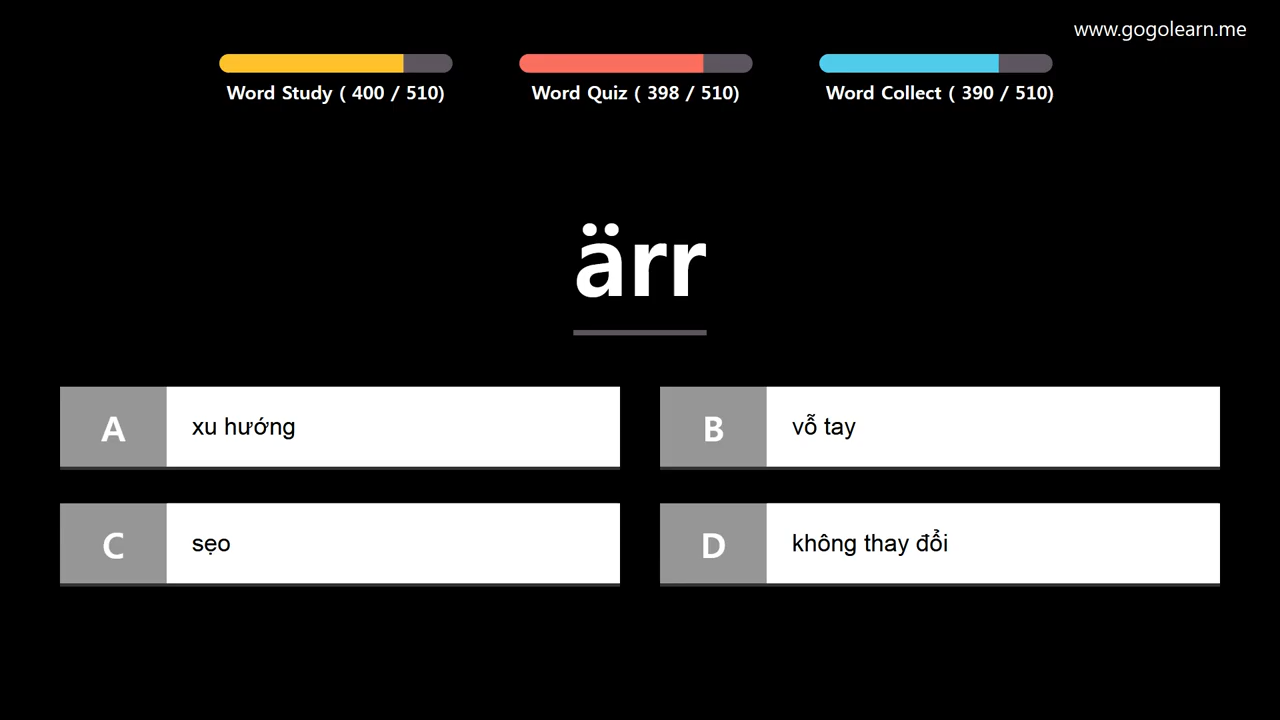 www.gogolearn.me
Word Study ( 400 / 510)
Word Quiz ( 398 / 510)
Word Collect ( 390 / 510)
ärr
A
xu hướng
B
vỗ tay
C
sẹo
D
không thay đổi